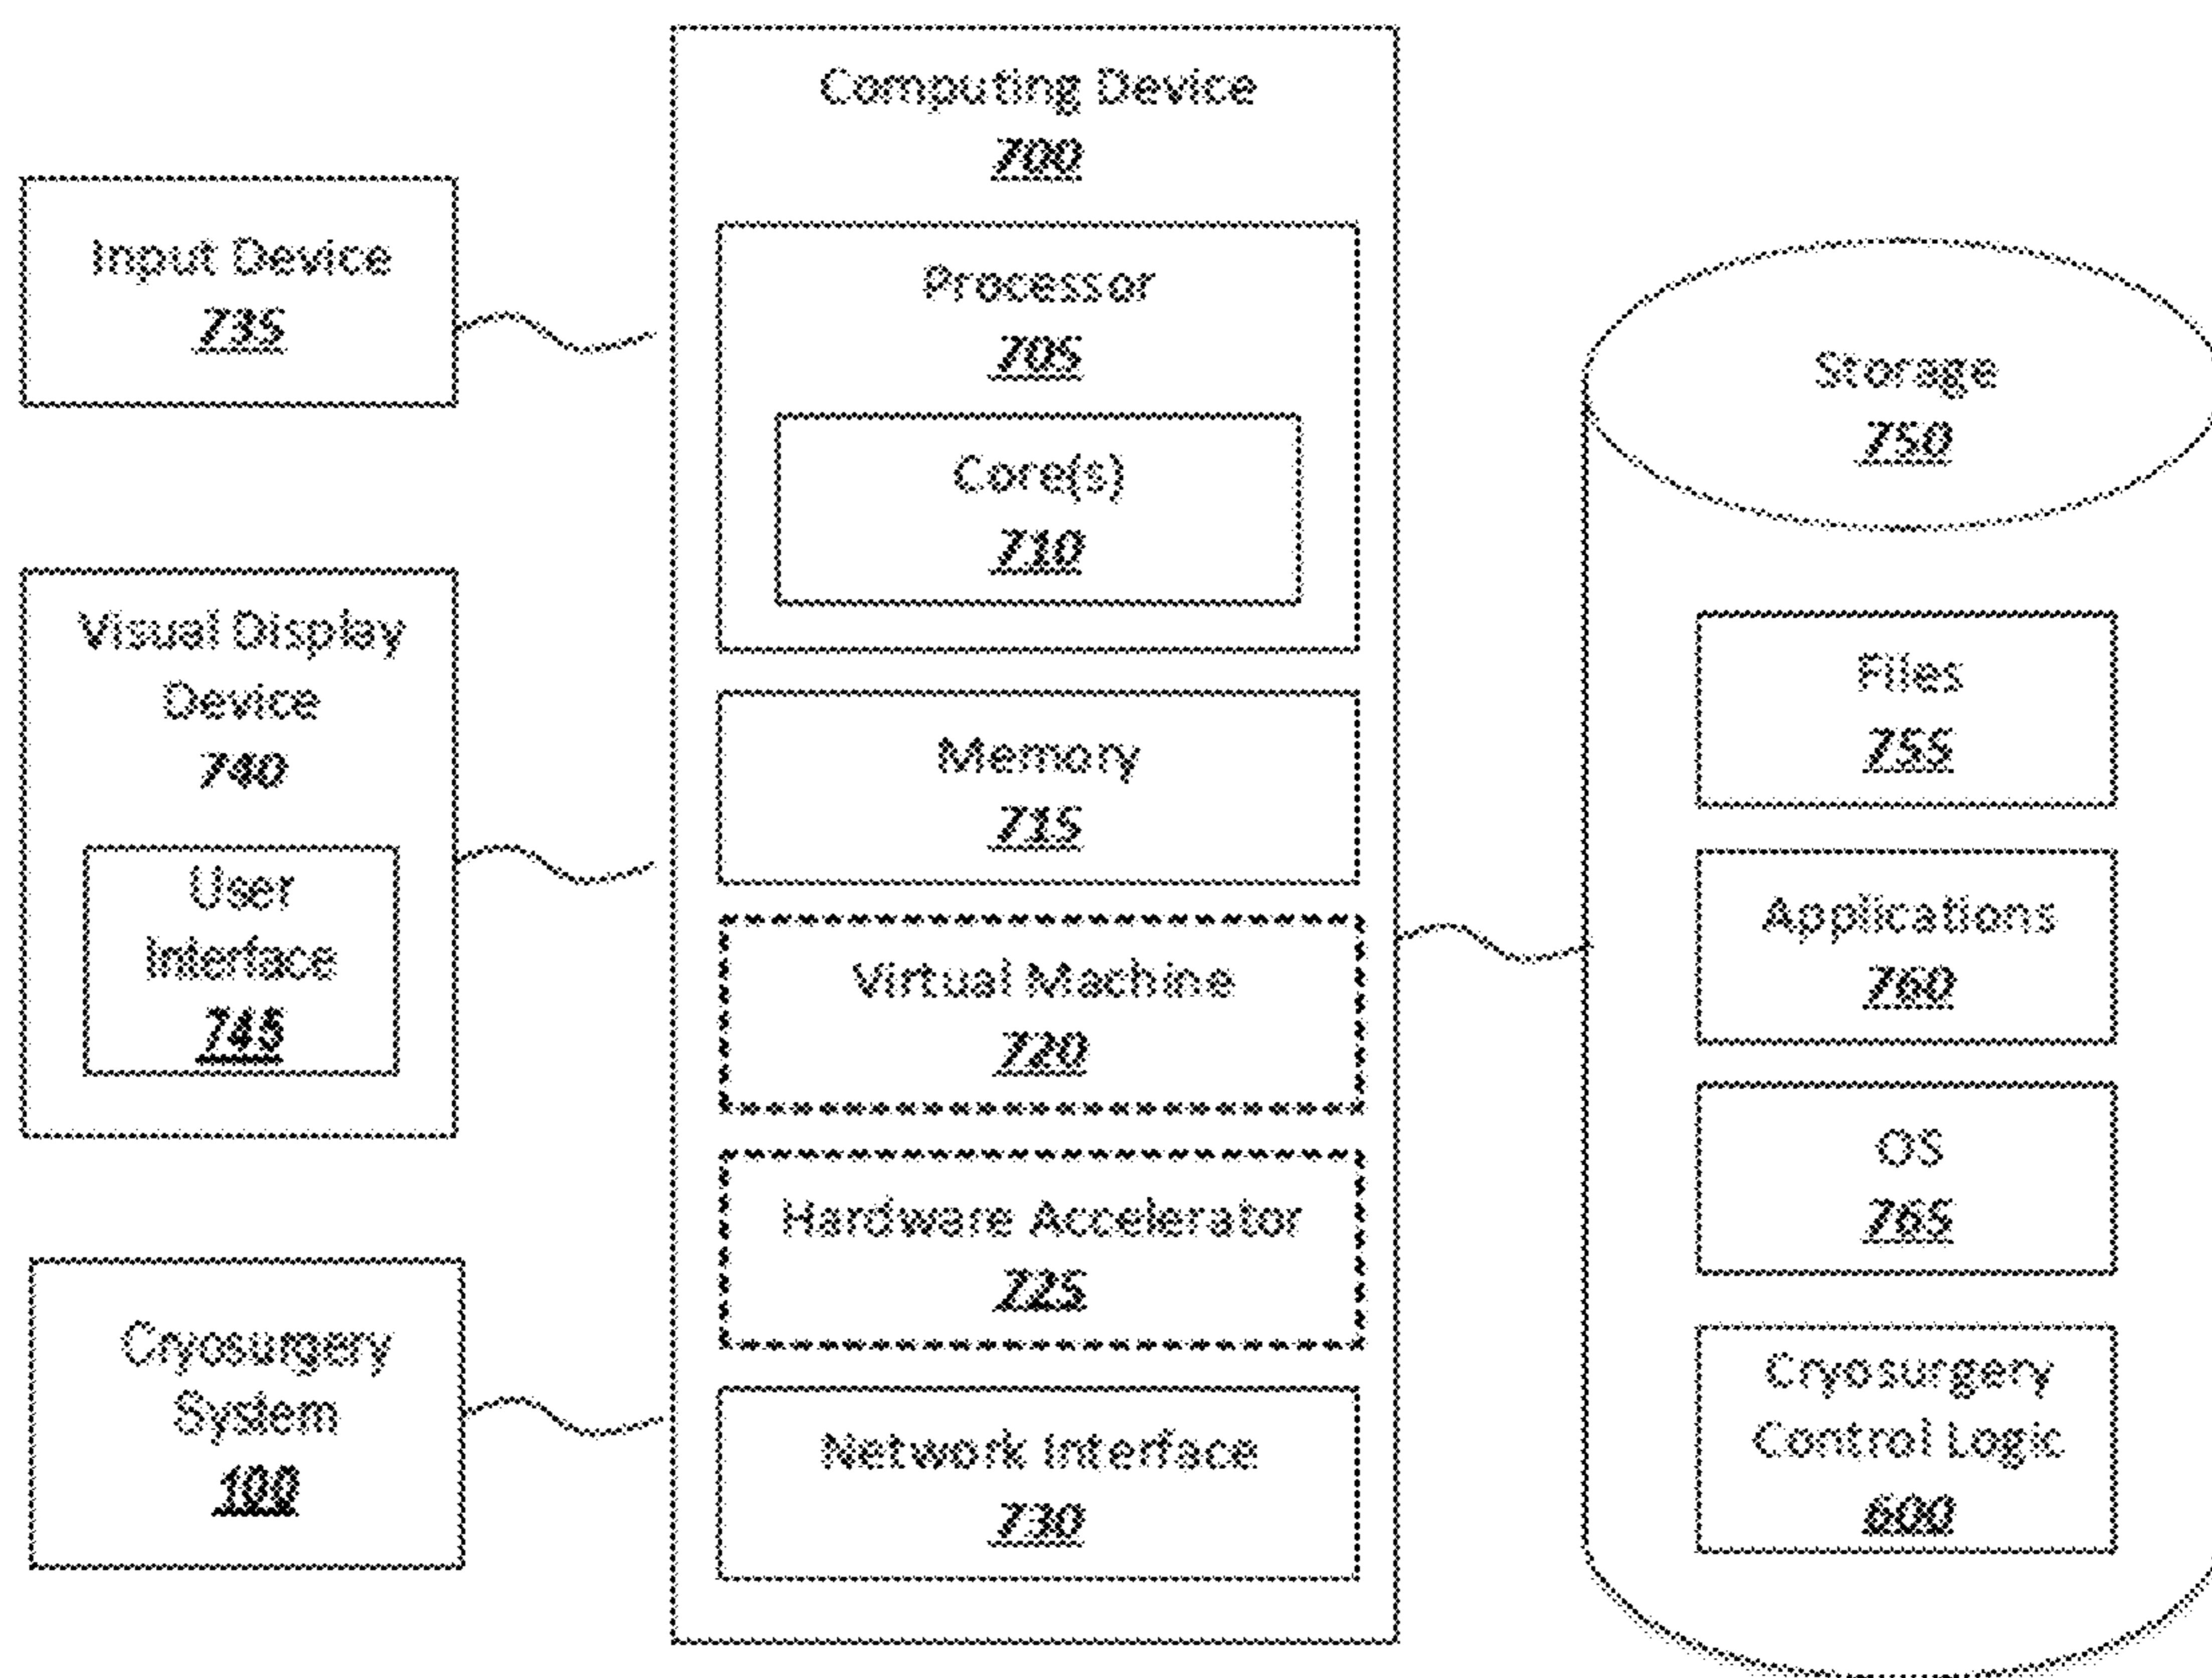 Computing Device
700
Input Device
735
Processor
705
Core(s)
710
Storage
750
Visual Display
Device
740
User
Interface
745
Memory
715
Virtual Machine
720
Hardware Accelerator
725
Network Interface
730
Files
755
Applications
760
OS
765
Cryosurgery
Control Logic
600
Cryosurgery
System
100